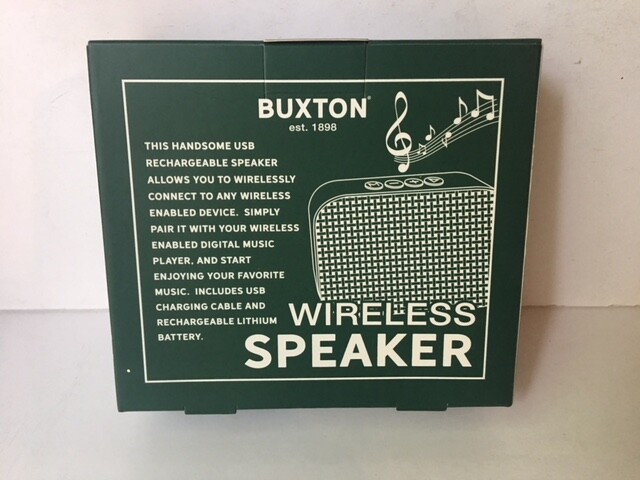 BUXTON®
est. 1898
THIS HANDSOME USB
RECHARGEABLE SPEAKER
ALLOWS YOU TO WIRELESSLY
CONNECT TO ANY WIRELESS
ENABLED DEVICE. SIMPLY
PAIR IT WITH YOUR WIRELESS
ENABLED DIGITAL MUSIC
PLAYER, AND START
ENJOYING YOUR FAVORITE
MUSIC. INCLUDES USB
CHARGING CABLE AND
RECHARGEABLE LITHIUM
BATTERY.
WIRELESS
SPEAKER